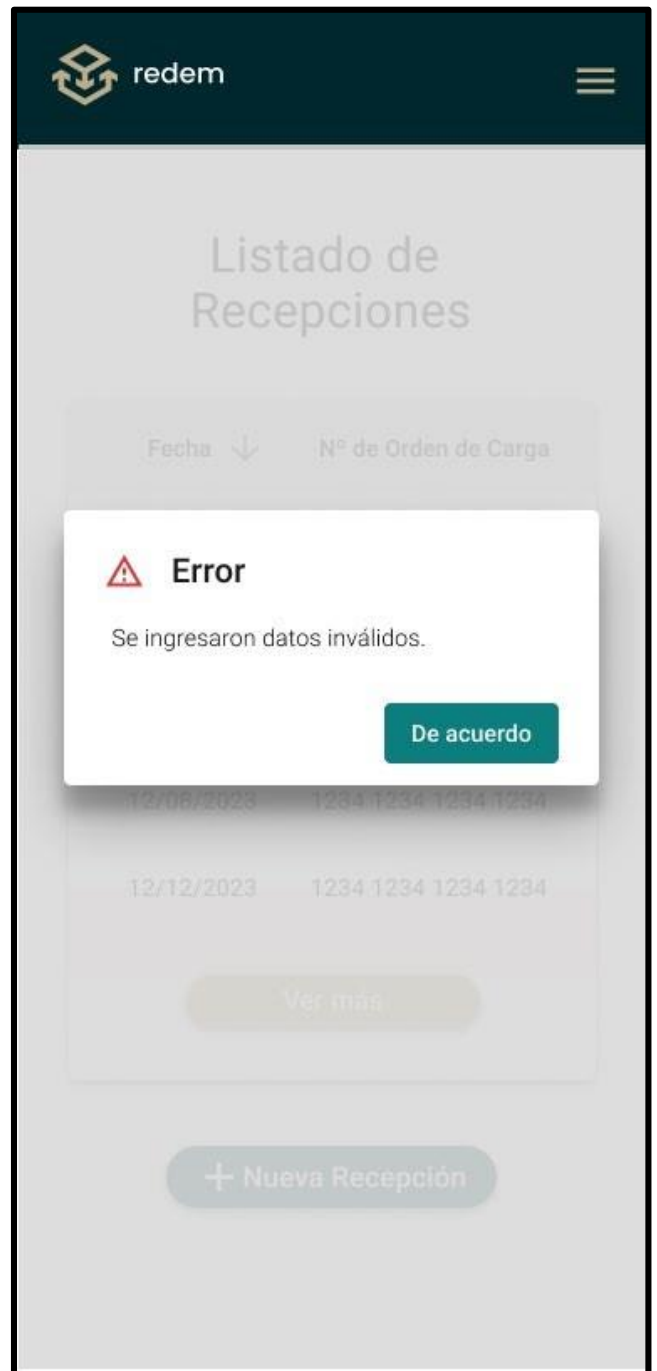 redem
Listado de
Recepciones
Fecha Nº de Orden de Carga
Error
Se ingresaron datos inválidos.
De acuerdo
12/08/2023 1234 1234 1234 1234
12/12/2023 1234 1234 1234 1234
Ver más
+ Nueva Recepción